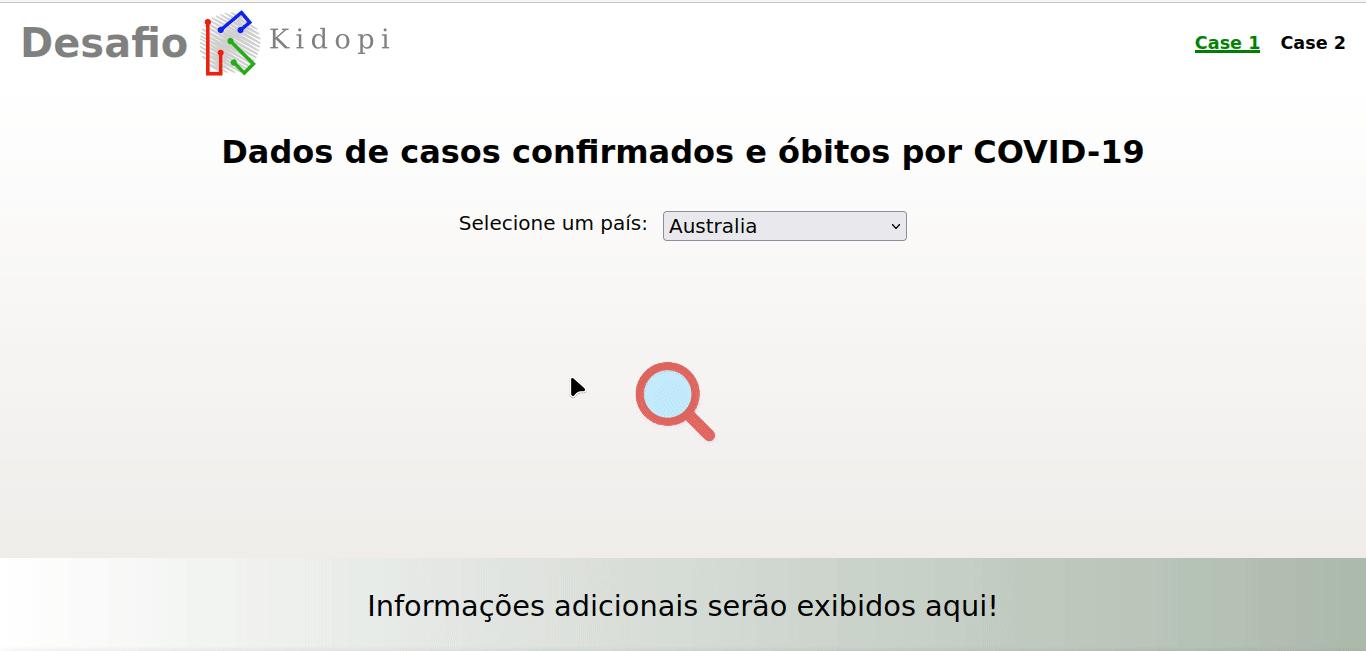 Desafio Kidopi
Case 1 Case 2
Dados de casos confirmados e óbitos por COVID-19
Selecione um país: Australia
Informações adicionais serão exibidos aqui!